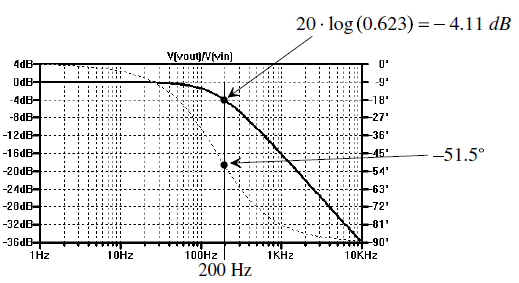 20 · log (0.623) = – 4.11 dB
V(vout)/V(vin)
4dB
0dB
-4dB
-8dB
-12dB
-16dB
-20dB
-24dB
-28dB
-32dB
-36dB
0°
-9°
-18°
-27°
-36°
-45°
-54°
-63°
-72°
-81°
-90°
–51.5°
1Hz
10Hz
100Hz
1KHz
10KHz
200 Hz